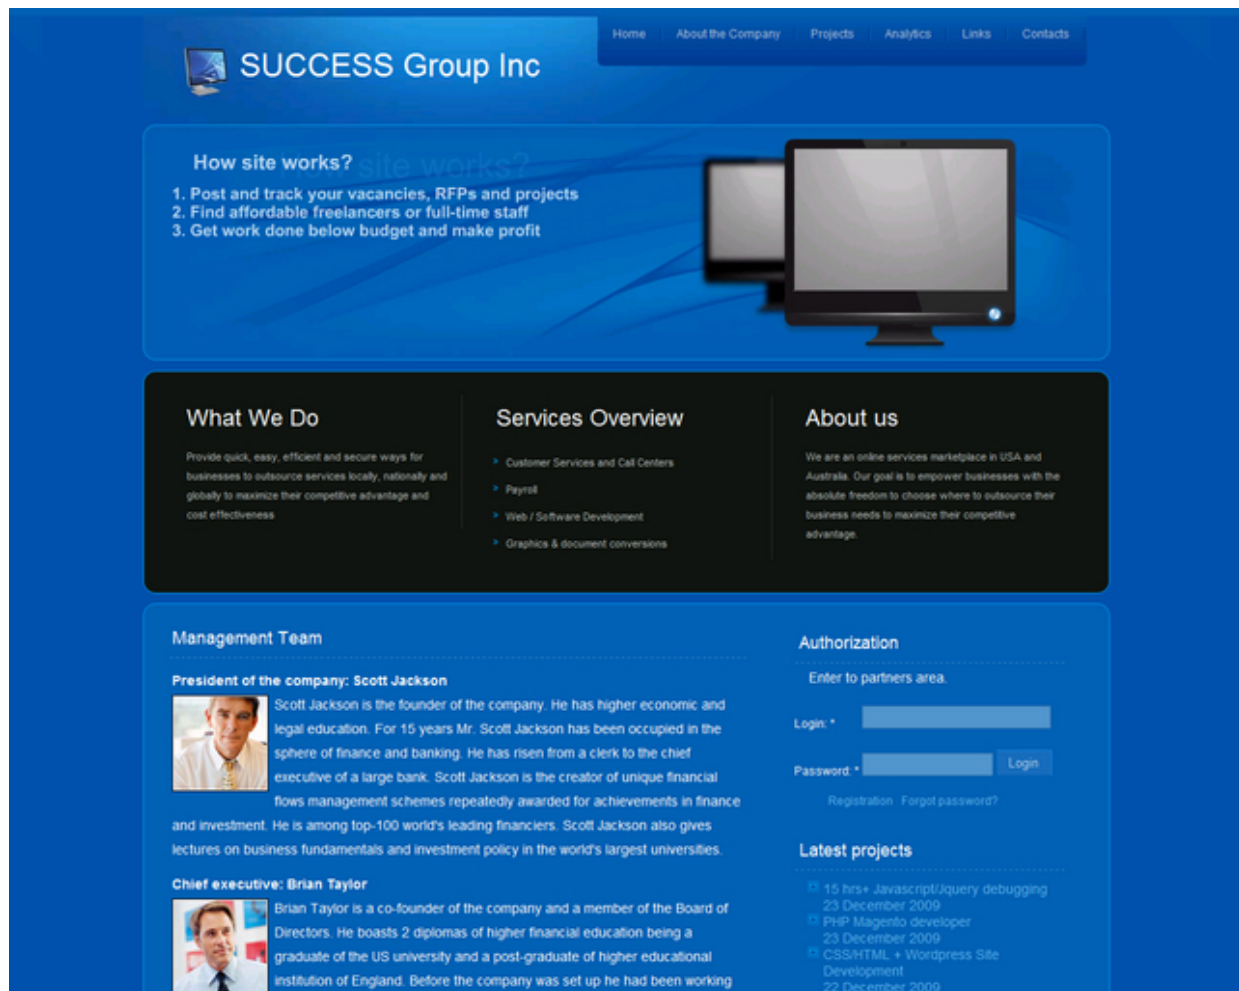 Home About the Company Projects Analytics Links Contacts
SUCCESS Group Inc
How site works?
site works?
1. Post and track your vacancies, RFPs and projects
2. Find affordable freelancers or full-time staff
3. Get work done below budget and make profit
What We Do
Provide quick, easy, efficient and secure ways for
businesses to outsource services locally, nationally and
globally to maximize their competitive advantage and
cost effectiveness
Services Overview
Customer Services and Call Centers
Payroll
Web / Software Development
Graphics & document conversions
About us
We are an online services marketplace in USA and
Australia. Our goal is to empower businesses with the
absolute freedom to choose where to outsource their
business needs to maximize their competitive
advantage.
Management Team
President of the company: Scott Jackson
Scott Jackson is the founder of the company. He has higher economic and
legal education. For 15 years Mr. Scott Jackson has been occupied in the
sphere of finance and banking. He has risen from a clerk to the chief
executive of a large bank. Scott Jackson is the creator of unique financial
flows management schemes repeatedly awarded for achievements in finance
and investment. He is among top-100 world's leading financiers. Scott Jackson also gives
lectures on business fundamentals and investment policy in the world's largest universities.
Chief executive: Brian Taylor
Brian Taylor is a co-founder of the company and a member of the Board of
Directors. He boasts 2 diplomas of higher financial education being a
graduate of the US university and a post-graduate of higher educational
institution of England. Before the company was set up he had been working
Authorization
Enter to partners area.
Login: *
Password: * Login
Registration Forgot password?
Latest projects
15 hrs+ Javascript/Jquery debugging
23 December 2009
PHP Magento developer
23 December 2009
CSS/HTML + Wordpress Site
Development
22 December 2009